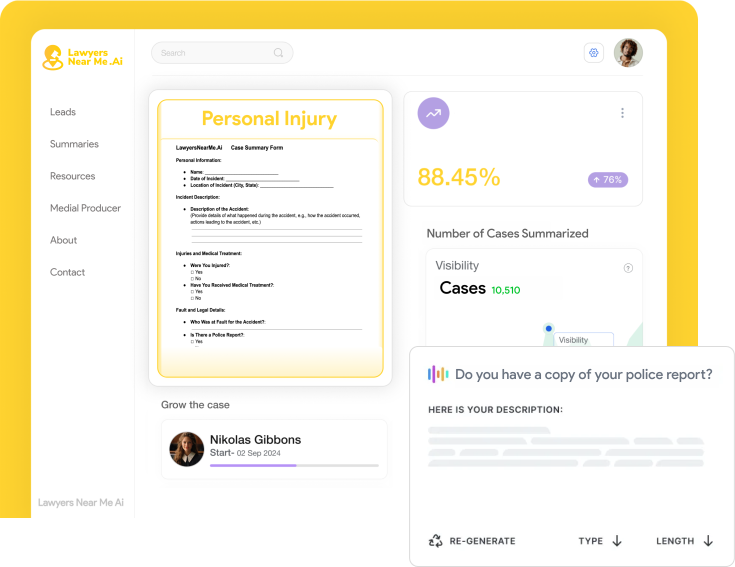 Lawyers
Near Me.Ai
Search
Leads
Summaries
Resources
Medial Producer
About
Contact
Lawyers Near Me Ai
Personal Injury
LawyersNearMe.Ai Case Summary Form
Personal Information:
Name:
Date of Incident:
Location of Incident (City, State):
Incident Description:
Description of the Accident:
(Provide details of what happened during the accident, e.g., how the accident occurred,
actions leading to the accident, etc.)
Injuries and Medical Treatment:
Were You Injured?:
Yes
No
Have You Received Medical Treatment?:
Yes
No
Fault and Legal Details:
Who Was at Fault for the Accident?:
Is There a Police Report?:
Yes
Grow the case
Nikolas Gibbons
Start- 02 Sep 2024
88.45%
76%
Number of Cases Summarized
Visibility
Cases 10,510
Visibility
Do you have a copy of your police report?
HERE IS YOUR DESCRIPTION:
RE-GENERATE TYPE LENGTH